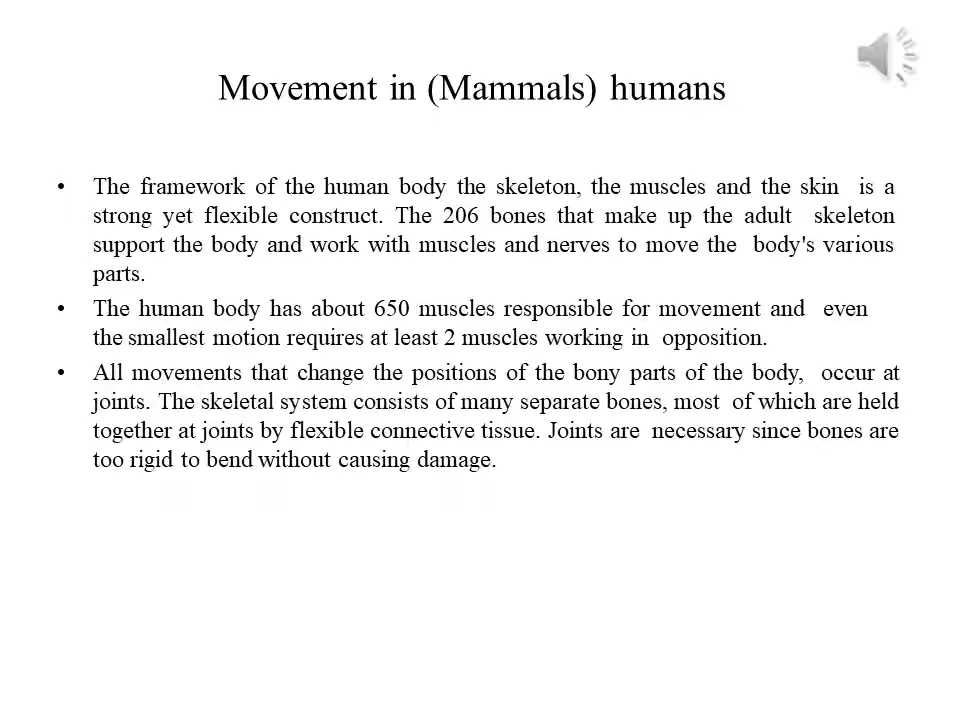 Movement in (Mammals) humans
• The framework of the human body the skeleton, the muscles and the skin is a
strong yet flexible construct. The 206 bones that make up the adult skeleton
support the body and work with muscles and nerves to move the body's various
parts.
• The human body has about 650 muscles responsible for movement and even
the smallest motion requires at least 2 muscles working in opposition.
• All movements that change the positions of the bony parts of the body, occur at
joints. The skeletal system consists of many separate bones, most of which are held
together at joints by flexible connective tissue. Joints are necessary since bones are
too rigid to bend without causing damage.